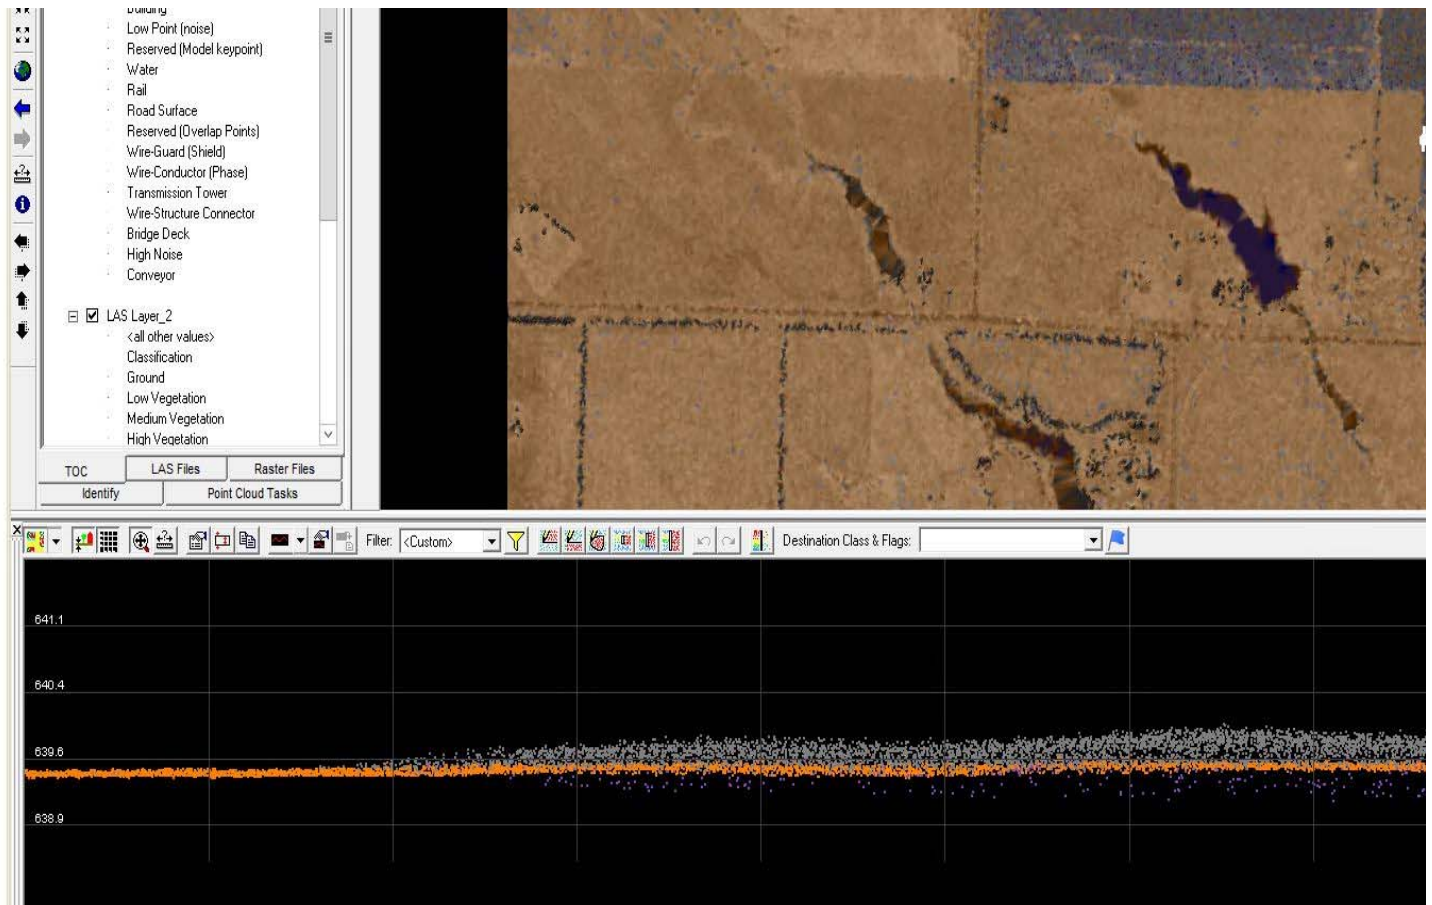 Building
Low Point (noise)
Reserved (Model keypoint)
Water
Rail
Road Surface
Reserved (Overlap Points)
Wire-Guard (Shield)
Wire-Conductor (Phase)
Transmission Tower
Wire-Structure Connector
Bridge Deck
High Noise
Conveyor
LAS Layer_2
<all other values>
Classification
Ground
Low Vegetation
Medium Vegetation
High Vegetation
TOC LAS Files Raster Files
Identify Point Cloud Tasks
Filter: <Custom> Destination Class & Flags:
641.1
640.4
639.6
638.9